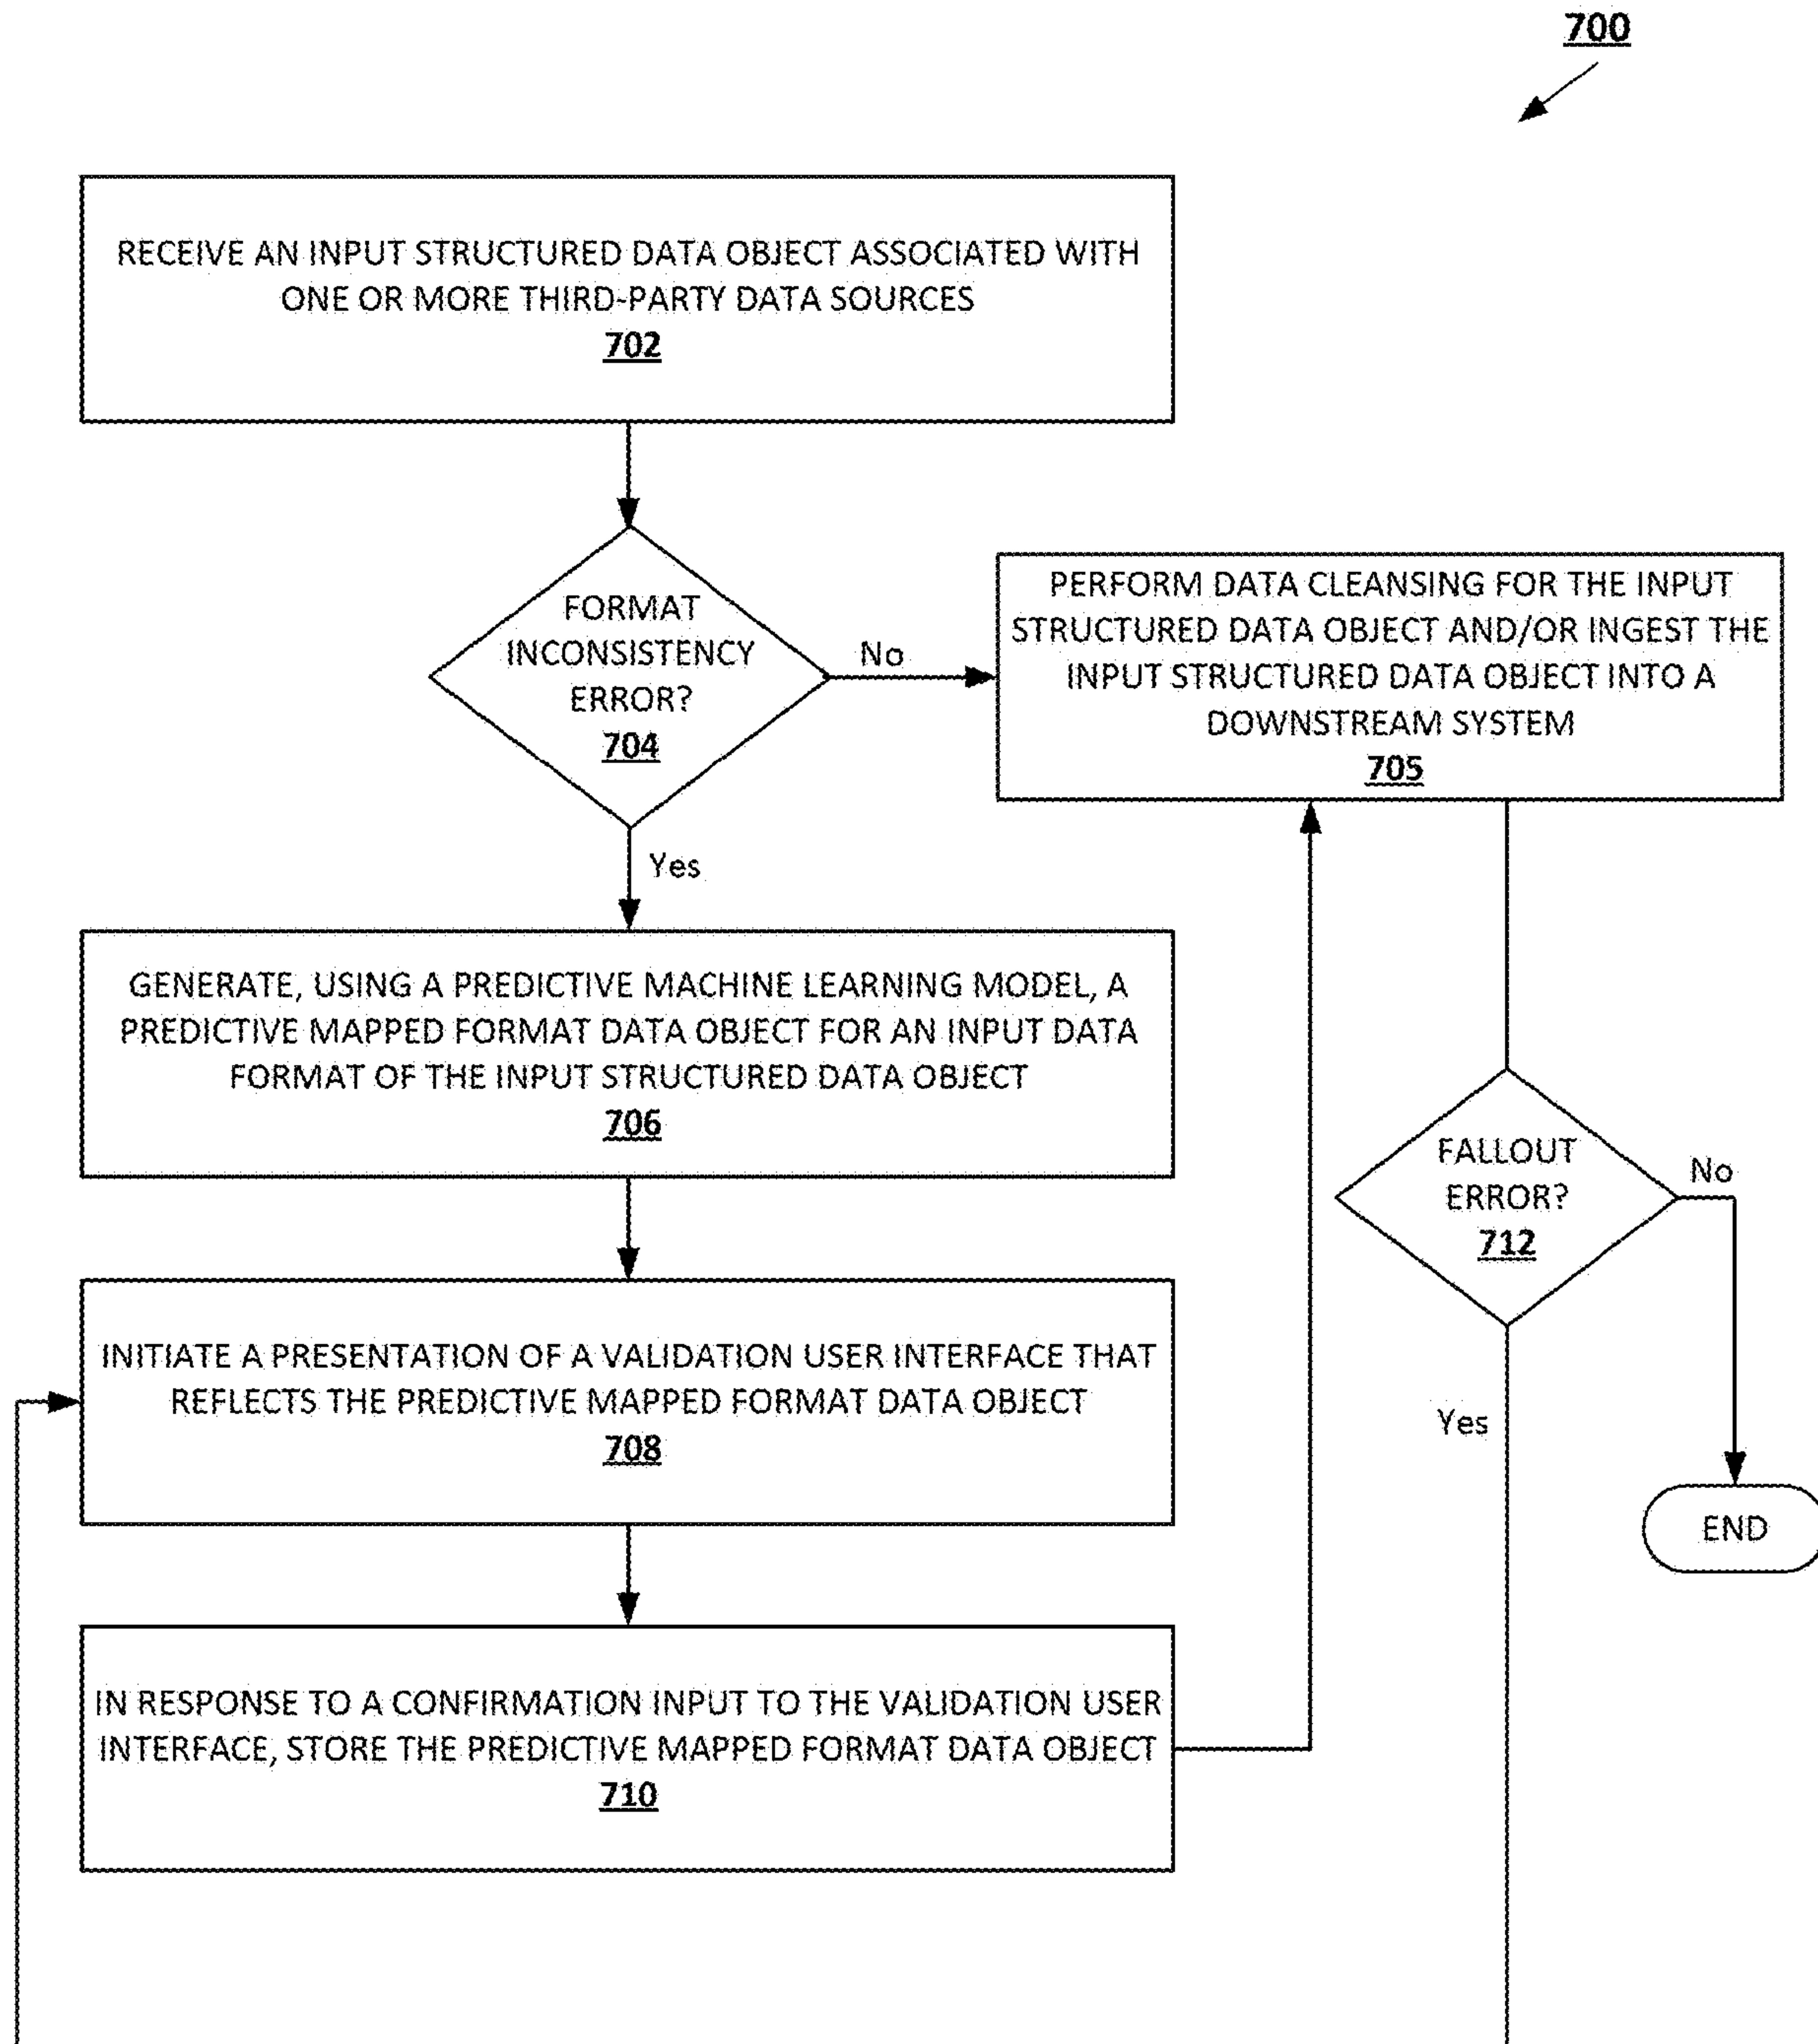 700
RECEIVE AN INPUT STRUCTURED DATA OBJECT ASSOCIATED WITH
ONE OR MORE THIRD-PARTY DATA SOURCES
702
FORMAT
INCONSISTENCY
ERROR?
704
No
PERFORM DATA CLEANSING FOR THE INPUT
STRUCTURED DATA OBJECT AND/OR INGEST THE
INPUT STRUCTURED DATA OBJECT INTO A
DOWNSTREAM SYSTEM
705
Yes
GENERATE, USING A PREDICTIVE MACHINE LEARNING MODEL, A
PREDICTIVE MAPPED FORMAT DATA OBJECT FOR AN INPUT DATA
FORMAT OF THE INPUT STRUCTURED DATA OBJECT
706
FALLOUT
ERROR?
712
No
INITIATE A PRESENTATION OF A VALIDATION USER INTERFACE THAT
REFLECTS THE PREDICTIVE MAPPED FORMAT DATA OBJECT
708
Yes
END
IN RESPONSE TO A CONFIRMATION INPUT TO THE VALIDATION USER
INTERFACE, STORE THE PREDICTIVE MAPPED FORMAT DATA OBJECT
710